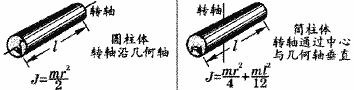 转轴
l
圆柱体
转轴沿几何轴
J=mr²/2
转轴
l
筒柱体
转轴通过中心
与几何轴垂直
J=mr²/4+ml²/12